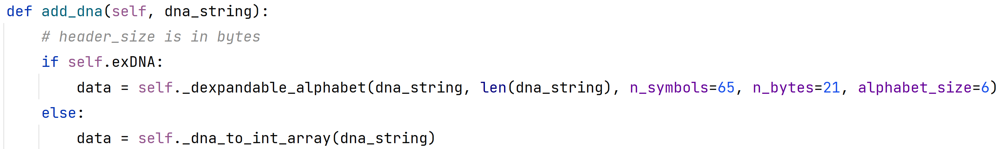 def add_dna(self, dna_string):
    # header_size is in bytes
    if self.exDNA:
        data = self._dexpandable_alphabet(dna_string, len(dna_string), n_symbols=65, n_bytes=21, alphabet_size=6)
    else:
        data = self._dna_to_int_array(dna_string)